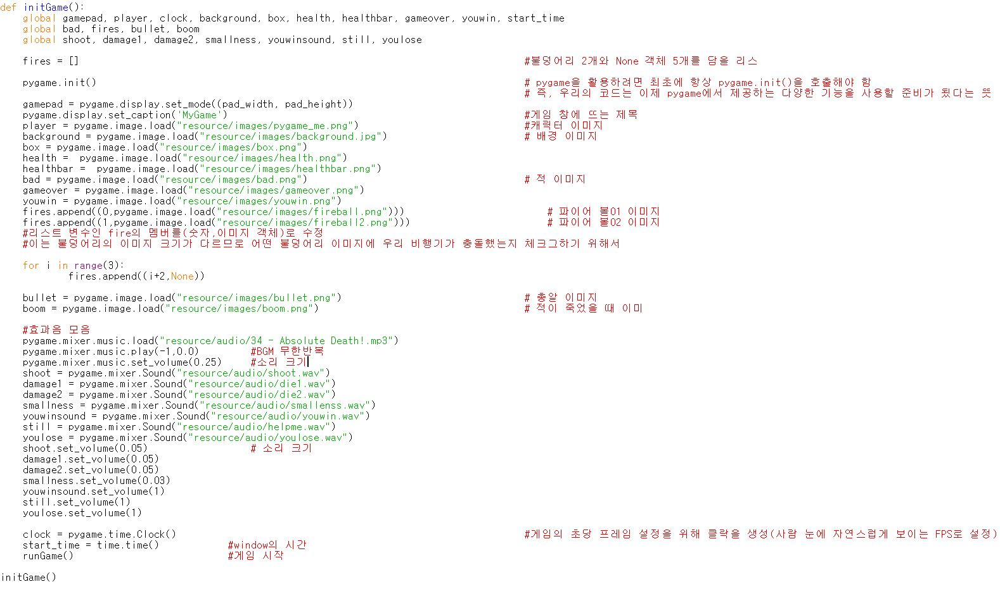 def initGame():
    global gamepad, player, clock, background, box, health, healthbar, gameover, youwin, start_time
    global bad, fires, bullet, boom
    global shoot, damage1, damage2, smallness, youwinsound, still, youlose
    fires = [] #불덩어리 2개와 None 객체 5개를 담을 리스
    pygame.init() # pygame을 활용하려면 최초에 항상 pygame.init()을 호출해야 함
# 즉, 우리의 코드는 이제 pygame에서 제공하는 다양한 기능을 사용할 준비가 됬다는 뜻
    gamepad = pygame.display.set_mode((pad_width, pad_height))
    pygame.display.set_caption('MyGame') #게임 창에 뜨는 제목
    player = pygame.image.load("resource/images/pygame_me.png") #캐릭터 이미지
    background = pygame.image.load("resource/images/background.jpg") # 배경 이미지
    box = pygame.image.load("resource/images/box.png")
    health =  pygame.image.load("resource/images/health.png")
    healthbar =  pygame.image.load("resource/images/healthbar.png")
    bad = pygame.image.load("resource/images/bad.png") # 적 이미지
    gameover = pygame.image.load("resource/images/gameover.png")
    youwin = pygame.image.load("resource/images/youwin.png")
    fires.append((0,pygame.image.load("resource/images/fireball.png"))) # 파이어 볼01 이미지
    fires.append((1,pygame.image.load("resource/images/fireball2.png"))) # 파이어 볼02 이미지
    #리스트 변수인 fire의 멤버를(숫자,이미지 객체)로 수정
    #이는 불덩어리의 이미지 크기가 다르므로 어떤 불덩어리 이미지에 우리 비행기가 충돌했는지 체크그하기 위해서
    for i in range(3):
            fires.append((i+2,None))
    bullet = pygame.image.load("resource/images/bullet.png") # 총알 이미지
    boom = pygame.image.load("resource/images/boom.png") # 적이 죽었을 때 이미
    #효과음 모음
    pygame.mixer.music.load("resource/audio/34 - Absolute Death!.mp3")
    pygame.mixer.music.play(-1,0.0) #BGM 무한반복
    pygame.mixer.music.set_volume(0.25) #소리 크기
    shoot = pygame.mixer.Sound("resource/audio/shoot.wav")
    damage1 = pygame.mixer.Sound("resource/audio/die1.wav")
    damage2 = pygame.mixer.Sound("resource/audio/die2.wav")
    smallness = pygame.mixer.Sound("resource/audio/smallenss.wav")
    youwinsound = pygame.mixer.Sound("resource/audio/youwin.wav")
    still = pygame.mixer.Sound("resource/audio/helpme.wav")
    youlose = pygame.mixer.Sound("resource/audio/youlose.wav")
    shoot.set_volume(0.05) # 소리 크기
    damage1.set_volume(0.05)
    damage2.set_volume(0.05)
    smallness.set_volume(0.03)
    youwinsound.set_volume(1)
    still.set_volume(1)
    youlose.set_volume(1)
    clock = pygame.time.Clock() #게임의 초당 프레임 설정을 위해 클락을 생성(사람 눈에 자연스럽게 보이는 FPS로 설정)
    start_time = time.time() #window의 시간
    runGame() #게임 시작
initGame()